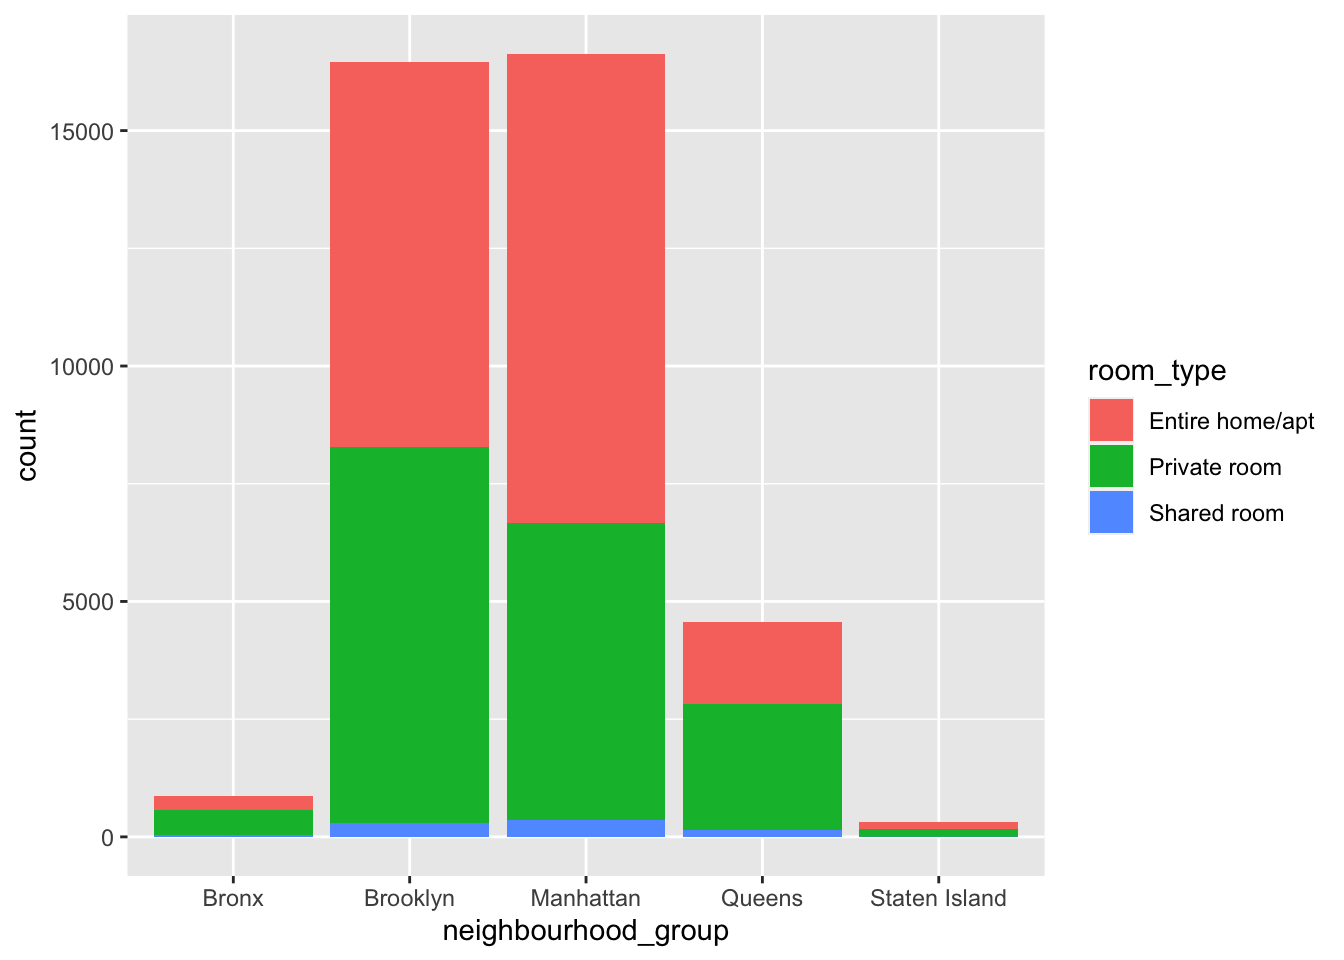 15000
10000
5000
0
count
Bronx
Brooklyn
Manhattan
Queens
Staten Island
neighbourhood_group
room_type
Entire home/apt
Private room
Shared room